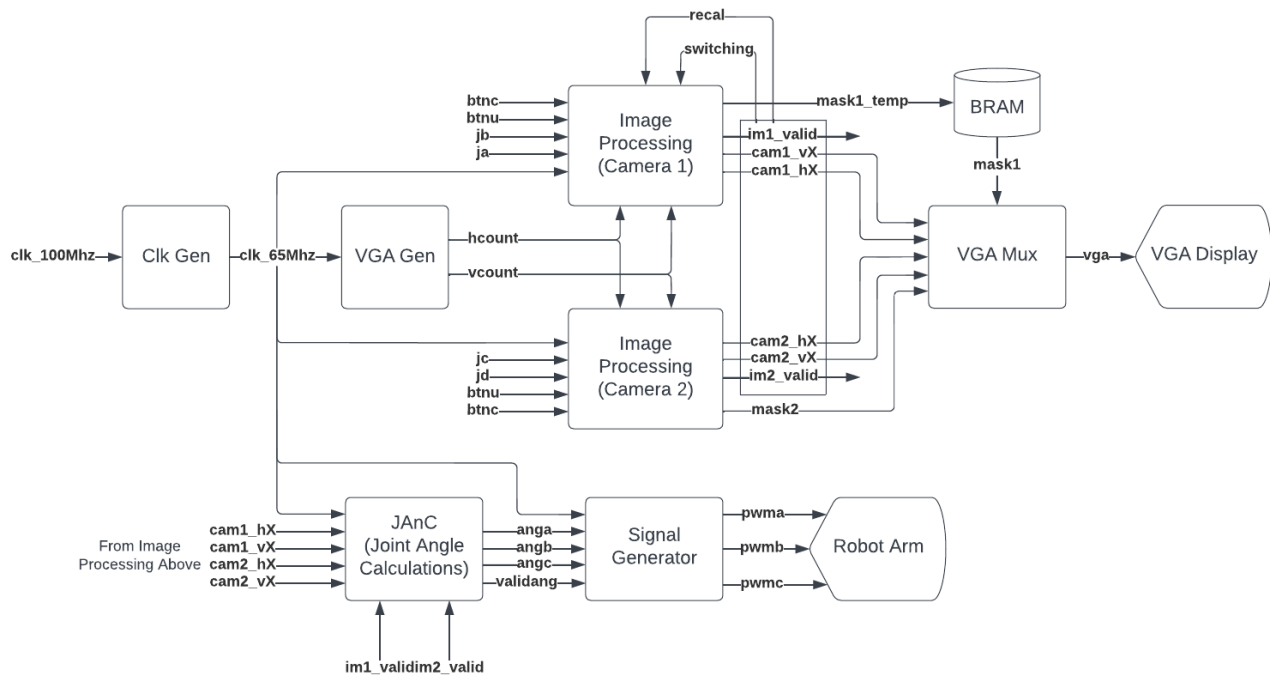 recal
switching
btnc
btnu
jb
ja
Image
Processing
(Camera 1)
mask1_temp
im1_valid
cam1_vX
cam1_hX
BRAM
mask1
clk_100Mhz
Clk Gen
clk_65Mhz
VGA Gen
hcount
vcount
VGA Mux
vga
VGA Display
jc
jd
btnu
btnc
Image
Processing
(Camera 2)
cam2_hX
cam2_vX
im2_valid
mask2
From Image
Processing Above
cam1_hX
cam1_vX
cam2_hX
cam2_vX
JAnC
(Joint Angle
Calculations)
im1_valid
im2_valid
anga
angb
angc
validang
Signal
Generator
pwma
pwmb
pwmc
Robot Arm